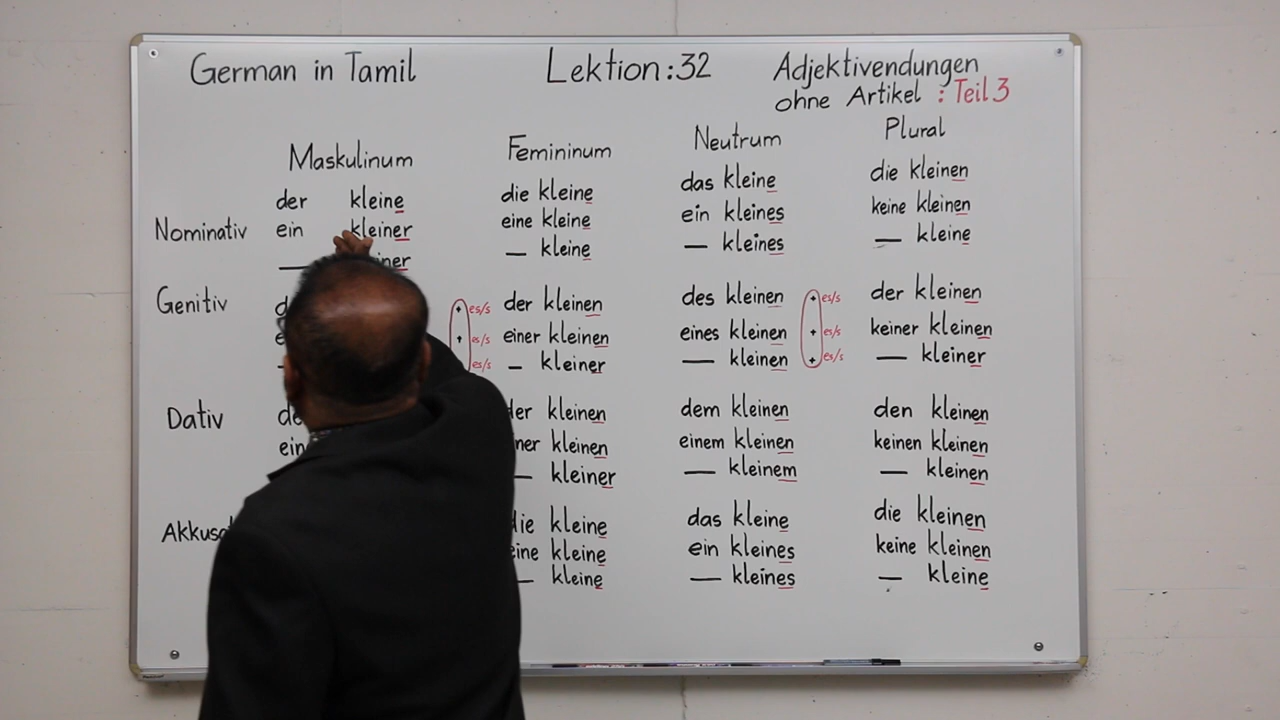 German in Tamil Lektion:32 Adjektivendungen
ohne Artikel : Teil 3
Maskulinum Femininum Neutrum Plural
der kleine die kleine das kleine die kleinen
Nominativ ein kleiner eine kleine ein kleines keine kleinen
— — kleine — kleines — kleine
Genitiv + es/s der kleinen des kleinen + es/s der kleinen
+ es/s einer kleinen eines kleinen + es/s keiner kleinen
es/s — kleiner — kleinen + es/s — kleiner
Dativ kleinen dem kleinen den kleinen
kleinen einem kleinen keinen kleinen
— kleiner — kleinem — kleinen
die kleine das kleine die kleinen
kleine ein kleines keine kleinen
— kleine — kleines — kleine